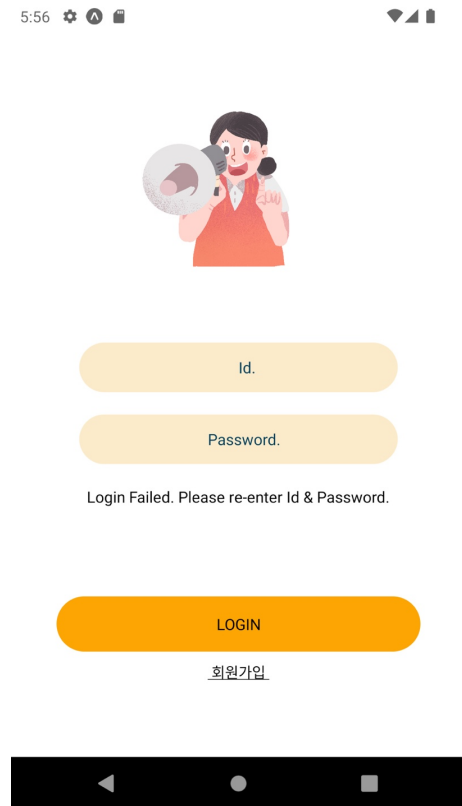 5:56
Id.
Password.
Login Failed. Please re-enter Id & Password.
LOGIN
회원가입